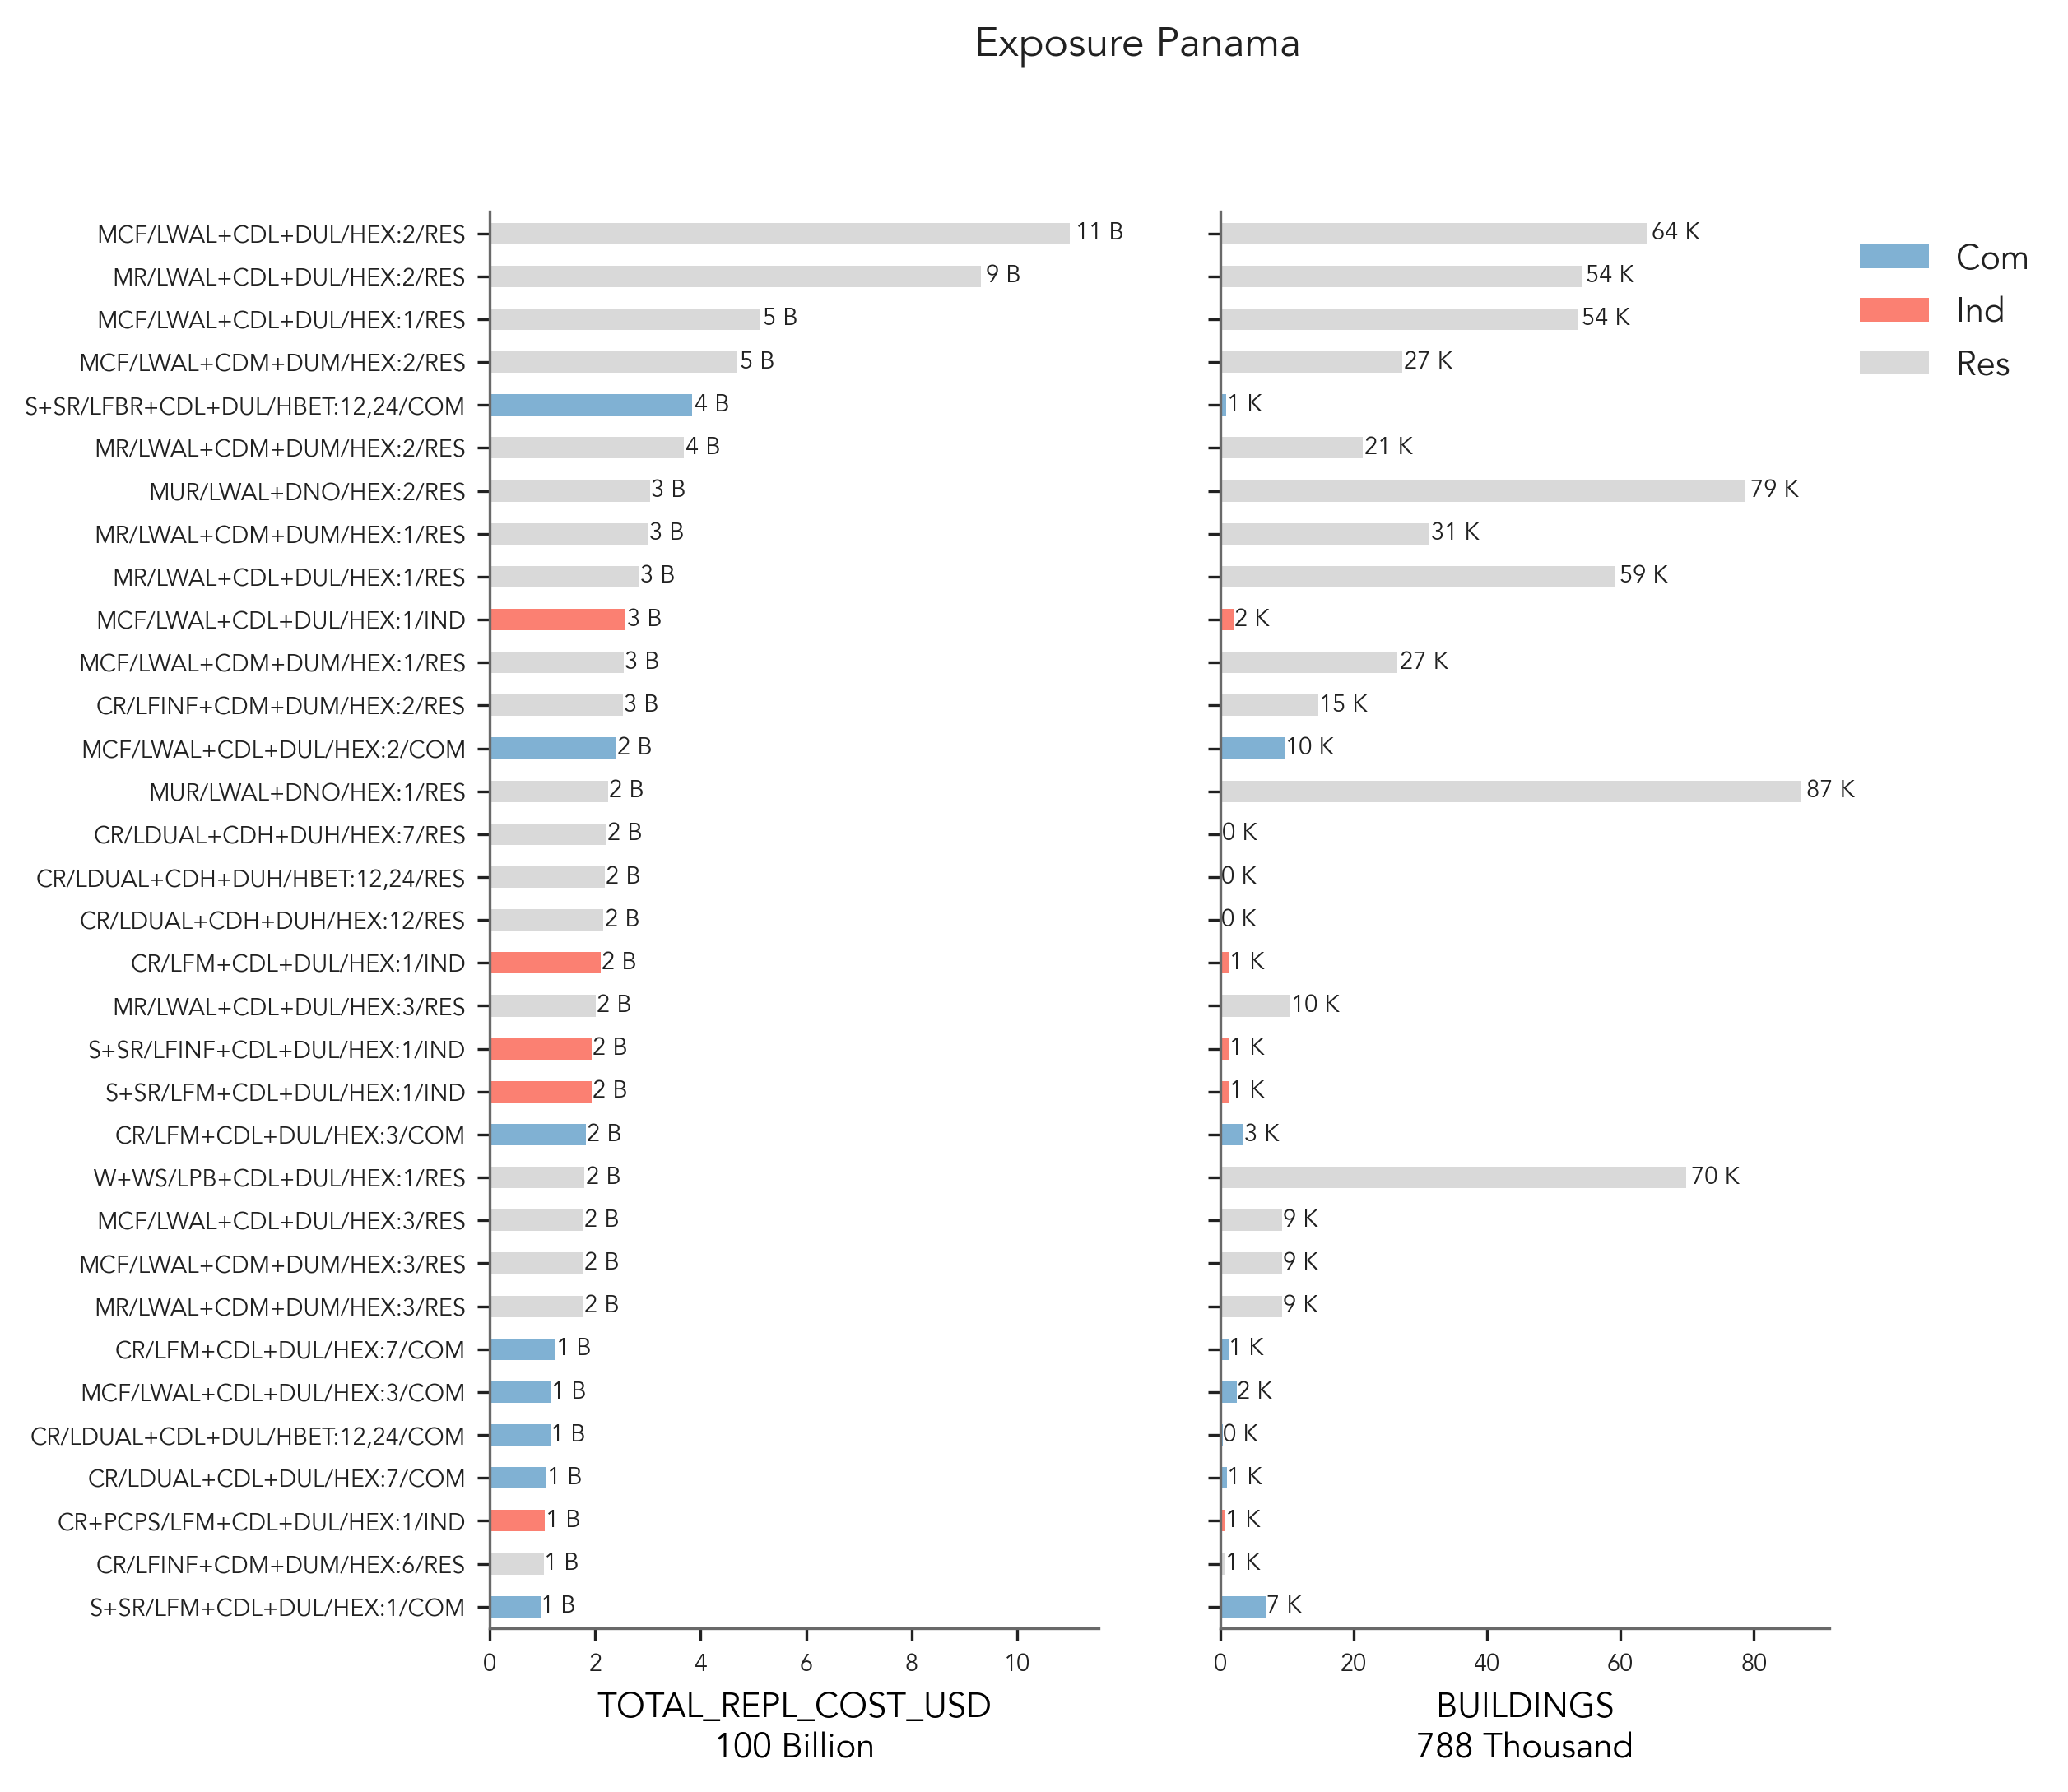 Exposure Panama
MCF/LWAL+CDL+DUL/HEX:2/RES 11 B 64 K
MR/LWAL+CDL+DUL/HEX:2/RES 9 B 54 K
MCF/LWAL+CDL+DUL/HEX:1/RES 5 B 54 K
MCF/LWAL+CDM+DUM/HEX:2/RES 5 B 27 K
S+SR/LFBR+CDL+DUL/HBET:12,24/COM 4 B 1 K
MR/LWAL+CDM+DUM/HEX:2/RES 4 B 21 K
MUR/LWAL+DNO/HEX:2/RES 3 B 79 K
MR/LWAL+CDM+DUM/HEX:1/RES 3 B 31 K
MR/LWAL+CDL+DUL/HEX:1/RES 3 B 59 K
MCF/LWAL+CDL+DUL/HEX:1/IND 3 B 2 K
MCF/LWAL+CDM+DUM/HEX:1/RES 3 B 27 K
CR/LFINF+CDM+DUM/HEX:2/RES 3 B 15 K
MCF/LWAL+CDL+DUL/HEX:2/COM 2 B 10 K
MUR/LWAL+DNO/HEX:1/RES 2 B 87 K
CR/LDUAL+CDH+DUH/HEX:7/RES 2 B 0 K
CR/LDUAL+CDH+DUH/HBET:12,24/RES 2 B 0 K
CR/LDUAL+CDH+DUH/HEX:12/RES 2 B 0 K
CR/LFM+CDL+DUL/HEX:1/IND 2 B 1 K
MR/LWAL+CDL+DUL/HEX:3/RES 2 B 10 K
S+SR/LFINF+CDL+DUL/HEX:1/IND 2 B 1 K
S+SR/LFM+CDL+DUL/HEX:1/IND 2 B 1 K
CR/LFM+CDL+DUL/HEX:3/COM 2 B 3 K
W+WS/LPB+CDL+DUL/HEX:1/RES 2 B 70 K
MCF/LWAL+CDL+DUL/HEX:3/RES 2 B 9 K
MCF/LWAL+CDM+DUM/HEX:3/RES 2 B 9 K
MR/LWAL+CDM+DUM/HEX:3/RES 2 B 9 K
CR/LFM+CDL+DUL/HEX:7/COM 1 B 1 K
MCF/LWAL+CDL+DUL/HEX:3/COM 1 B 2 K
CR/LDUAL+CDL+DUL/HBET:12,24/COM 1 B 0 K
CR/LDUAL+CDL+DUL/HEX:7/COM 1 B 1 K
CR+PCPS/LFM+CDL+DUL/HEX:1/IND 1 B 1 K
CR/LFINF+CDM+DUM/HEX:6/RES 1 B 1 K
S+SR/LFM+CDL+DUL/HEX:1/COM 1 B 7 K
0 2 4 6 8 10
TOTAL_REPL_COST_USD
100 Billion
0 20 40 60 80
BUILDINGS
788 Thousand
Com
Ind
Res